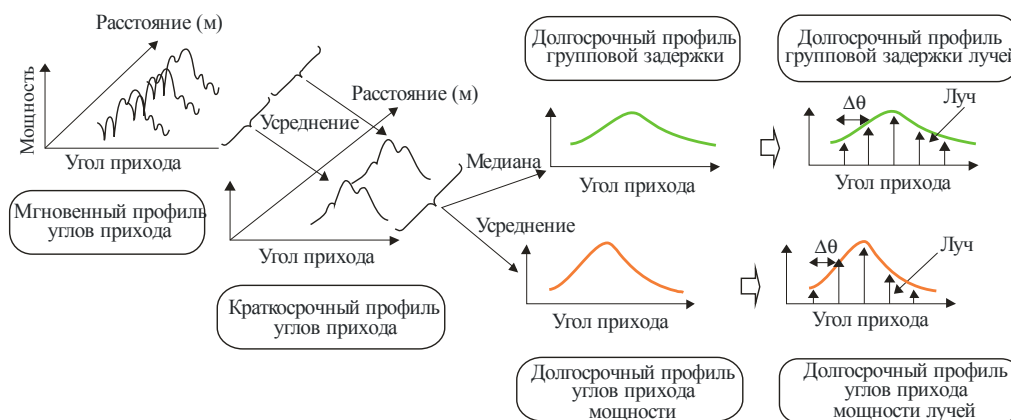 Расстояние (м)
Мощность
Угол прихода
Мгновенный профиль
углов прихода
Усреднение
Расстояние (м)
Угол прихода
Краткосрочный профиль
углов прихода
Медиана
Усреднение
Долгосрочный профиль
групповой задержки
Угол прихода
Долгосрочный профиль
групповой задержки лучей
Δθ
Луч
Угол прихода
Угол прихода
Долгосрочный профиль
углов прихода
мощности
Δθ
Луч
Угол прихода
Долгосрочный профиль
углов прихода
мощности лучей